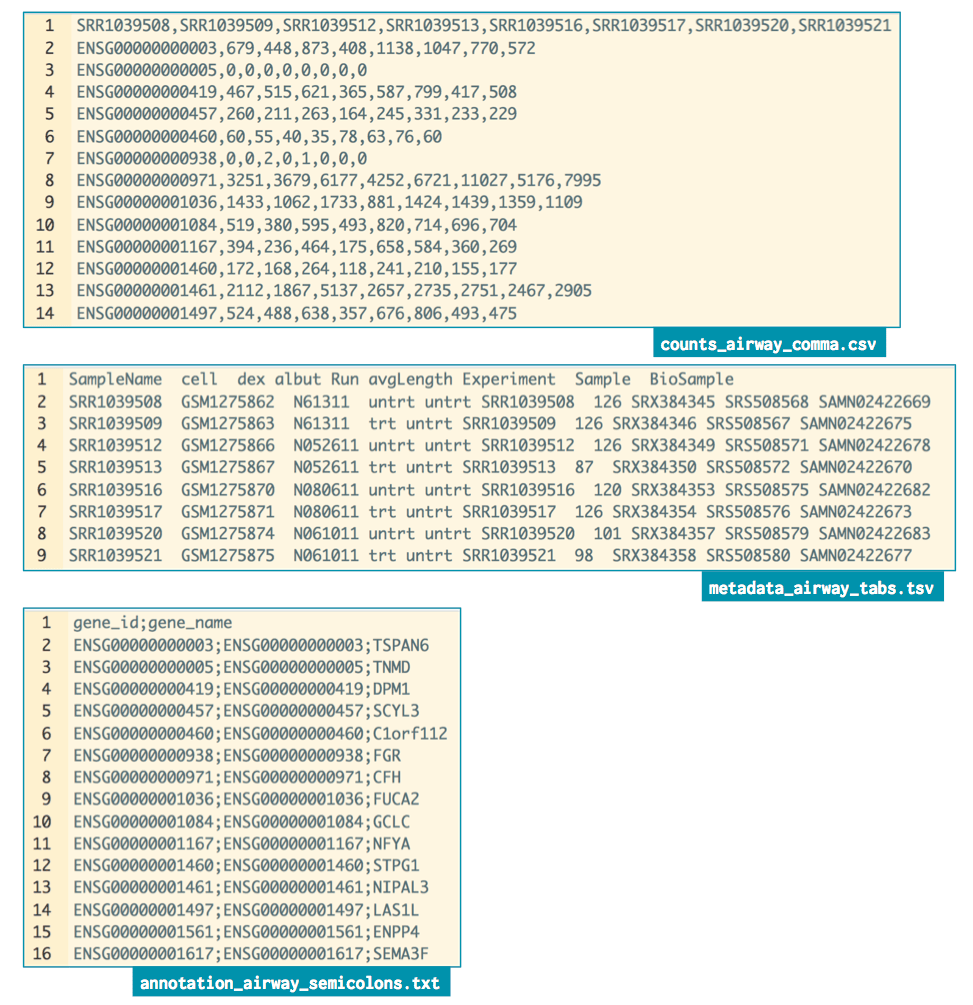 1 SRR1039508,SRR1039509,SRR1039512,SRR1039513,SRR1039516,SRR1039517,SRR1039520,SRR1039521
2 ENSG00000000003,679,448,873,408,1138,1047,770,572
3 ENSG00000000005,0,0,0,0,0,0,0,0
4 ENSG00000000419,467,515,621,365,587,799,417,508
5 ENSG00000000457,260,211,263,164,245,331,233,229
6 ENSG00000000460,60,55,40,35,78,63,76,60
7 ENSG00000000938,0,0,2,0,1,0,0,0
8 ENSG00000000971,3251,3679,6177,4252,6721,11027,5176,7995
9 ENSG00000001036,1433,1062,1733,881,1424,1439,1359,1109
10 ENSG00000001084,519,380,595,493,820,714,696,704
11 ENSG00000001167,394,236,464,175,658,584,360,269
12 ENSG00000001460,172,168,264,118,241,210,155,177
13 ENSG00000001461,2112,1867,5137,2657,2735,2751,2467,2905
14 ENSG00000001497,524,488,638,357,676,806,493,475
counts_airway_comma.csv
1 SampleName cell dex albut Run avgLength Experiment Sample BioSample
2 SRR1039508 GSM1275862 N61311 untrt untrt SRR1039508 126 SRX384345 SRS508568 SAMN02422669
3 SRR1039509 GSM1275863 N61311 trt untrt SRR1039509 126 SRX384346 SRS508567 SAMN02422675
4 SRR1039512 GSM1275866 N052611 untrt untrt SRR1039512 126 SRX384349 SRS508571 SAMN02422678
5 SRR1039513 GSM1275867 N052611 trt untrt SRR1039513 87 SRX384350 SRS508572 SAMN02422670
6 SRR1039516 GSM1275870 N080611 untrt untrt SRR1039516 120 SRX384353 SRS508575 SAMN02422682
7 SRR1039517 GSM1275871 N080611 trt untrt SRR1039517 126 SRX384354 SRS508576 SAMN02422673
8 SRR1039520 GSM1275874 N061011 untrt untrt SRR1039520 101 SRX384357 SRS508579 SAMN02422683
9 SRR1039521 GSM1275875 N061011 trt untrt SRR1039521 98 SRX384358 SRS508580 SAMN02422677
metadata_airway_tabs.tsv
1 gene_id;gene_name
2 ENSG00000000003;ENSG00000000003;TSPAN6
3 ENSG00000000005;ENSG00000000005;TNMD
4 ENSG00000000419;ENSG00000000419;DPM1
5 ENSG00000000457;ENSG00000000457;SCYL3
6 ENSG00000000460;ENSG00000000460;C1orf112
7 ENSG00000000938;ENSG00000000938;FGR
8 ENSG00000000971;ENSG00000000971;CFH
9 ENSG00000001036;ENSG00000001036;FUCA2
10 ENSG00000001084;ENSG00000001084;GCLC
11 ENSG00000001167;ENSG00000001167;NFYA
12 ENSG00000001460;ENSG00000001460;STPG1
13 ENSG00000001461;ENSG00000001461;NIPAL3
14 ENSG00000001497;ENSG00000001497;LAS1L
15 ENSG00000001561;ENSG00000001561;ENPP4
16 ENSG00000001617;ENSG00000001617;SEMA3F
annotation_airway_semicolons.txt